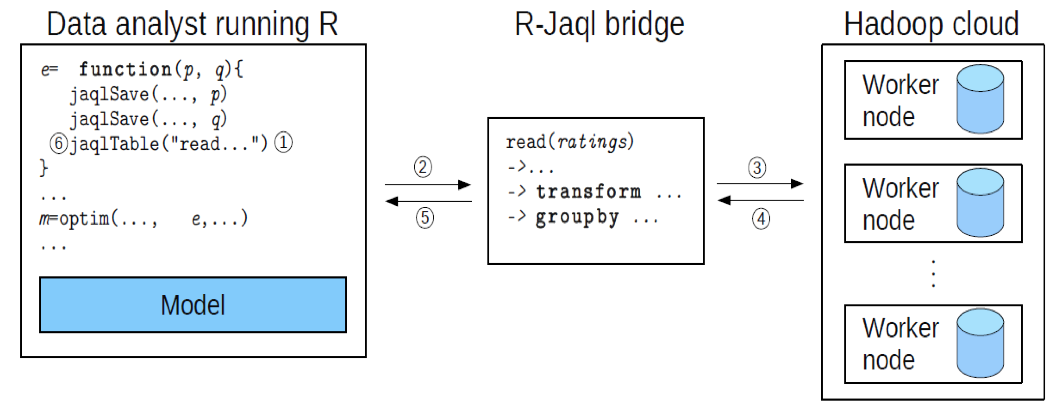 Data analyst running R
e= function(p, q){
jaqlSave(..., p)
jaqlSave(..., q)
⑥jaqlTable("read...") ①
}
...
m=optim(..., e,...)
...
Model
R-Jaql bridge
②
⑤
read(ratings)
->...
-> transform ...
-> groupby ...
③
④
Hadoop cloud
Worker
node
Worker
node
⋮
Worker
node